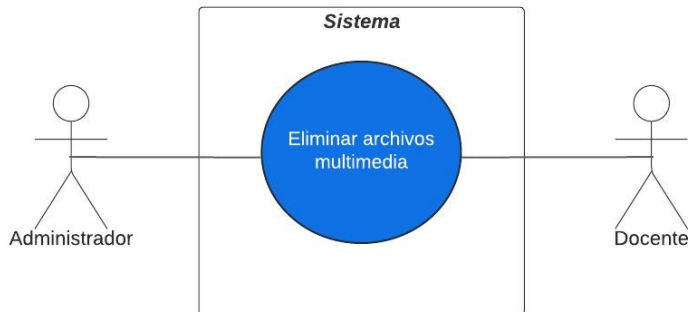 Sistema
Eliminar archivos
multimedia
Administrador
Docente